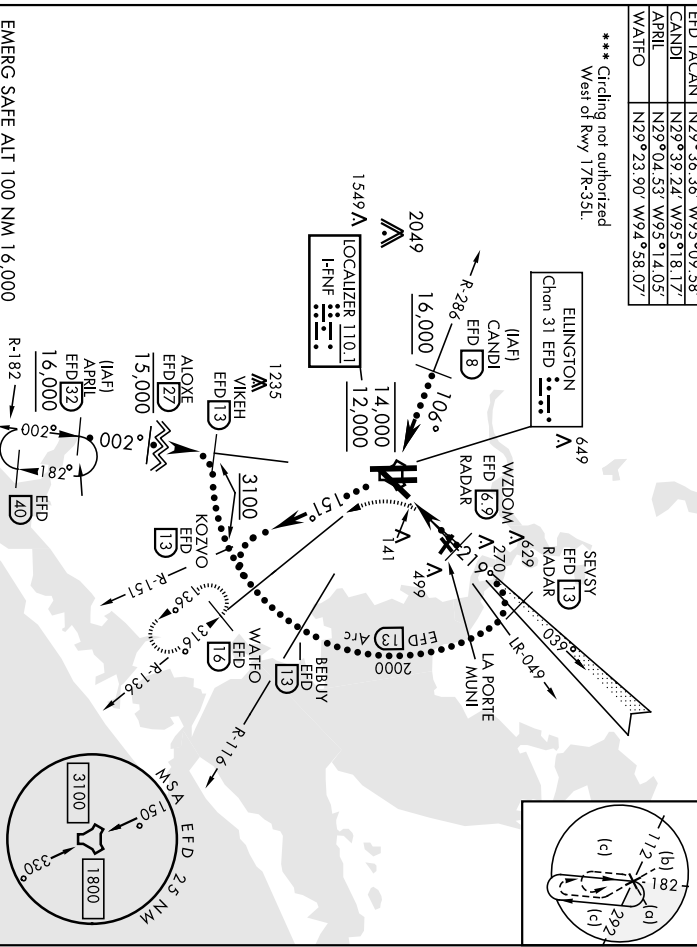 EFD TACAN N29°36.36' W95°09.58'
CANDI N29°39.24' W95°18.17'
APRIL N29°04.53' W95°14.05'
WATFO N29°23.90' W94°58.07'
*** Circling not authorized
West of Rwy 17R-35L.
ELLINGTON
Chan 31 EFD
649
(IAF)
CANDI
EFD 8
R-286
16,000
106°
2049
1549
LOCALIZER 110.1
I-FNF
14,000
12,000
WZDOM
EFD 6.9
RADAR
629
270
SEVSY
EFD 13
RADAR
219°
039°
LR-049
499
141
LA PORTE
MUNI
EFD 13 Arc
2000
1235
VIKEH
EFD 13
3100
151°
KOZVO
EFD
13
R-151
136°
316°
WATFO
EFD
16
R-136
BEBUY
EFD
13
R-116
ALOXE
EFD 27
15,000
002°
(IAF)
APRIL
EFD 32
16,000
R-182
002°
182°
EFD
40
MSA EFD 25 NM
150°
330°
3100
1800
112
182
292
(a)
(b)
(c)
(c)
EMERG SAFE ALT 100 NM 16,000